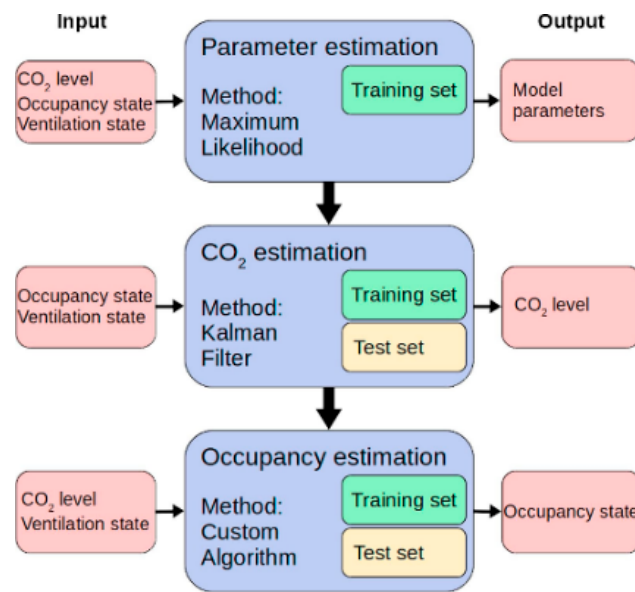 Input
Output
Parameter estimation
CO₂ level
Occupancy state
Ventilation state
Method:
Maximum
Likelihood
Training set
Model
parameters
CO₂ estimation
Occupancy state
Ventilation state
Method:
Kalman
Filter
Training set
Test set
CO₂ level
Occupancy estimation
CO₂ level
Ventilation state
Method:
Custom
Algorithm
Training set
Test set
Occupancy state